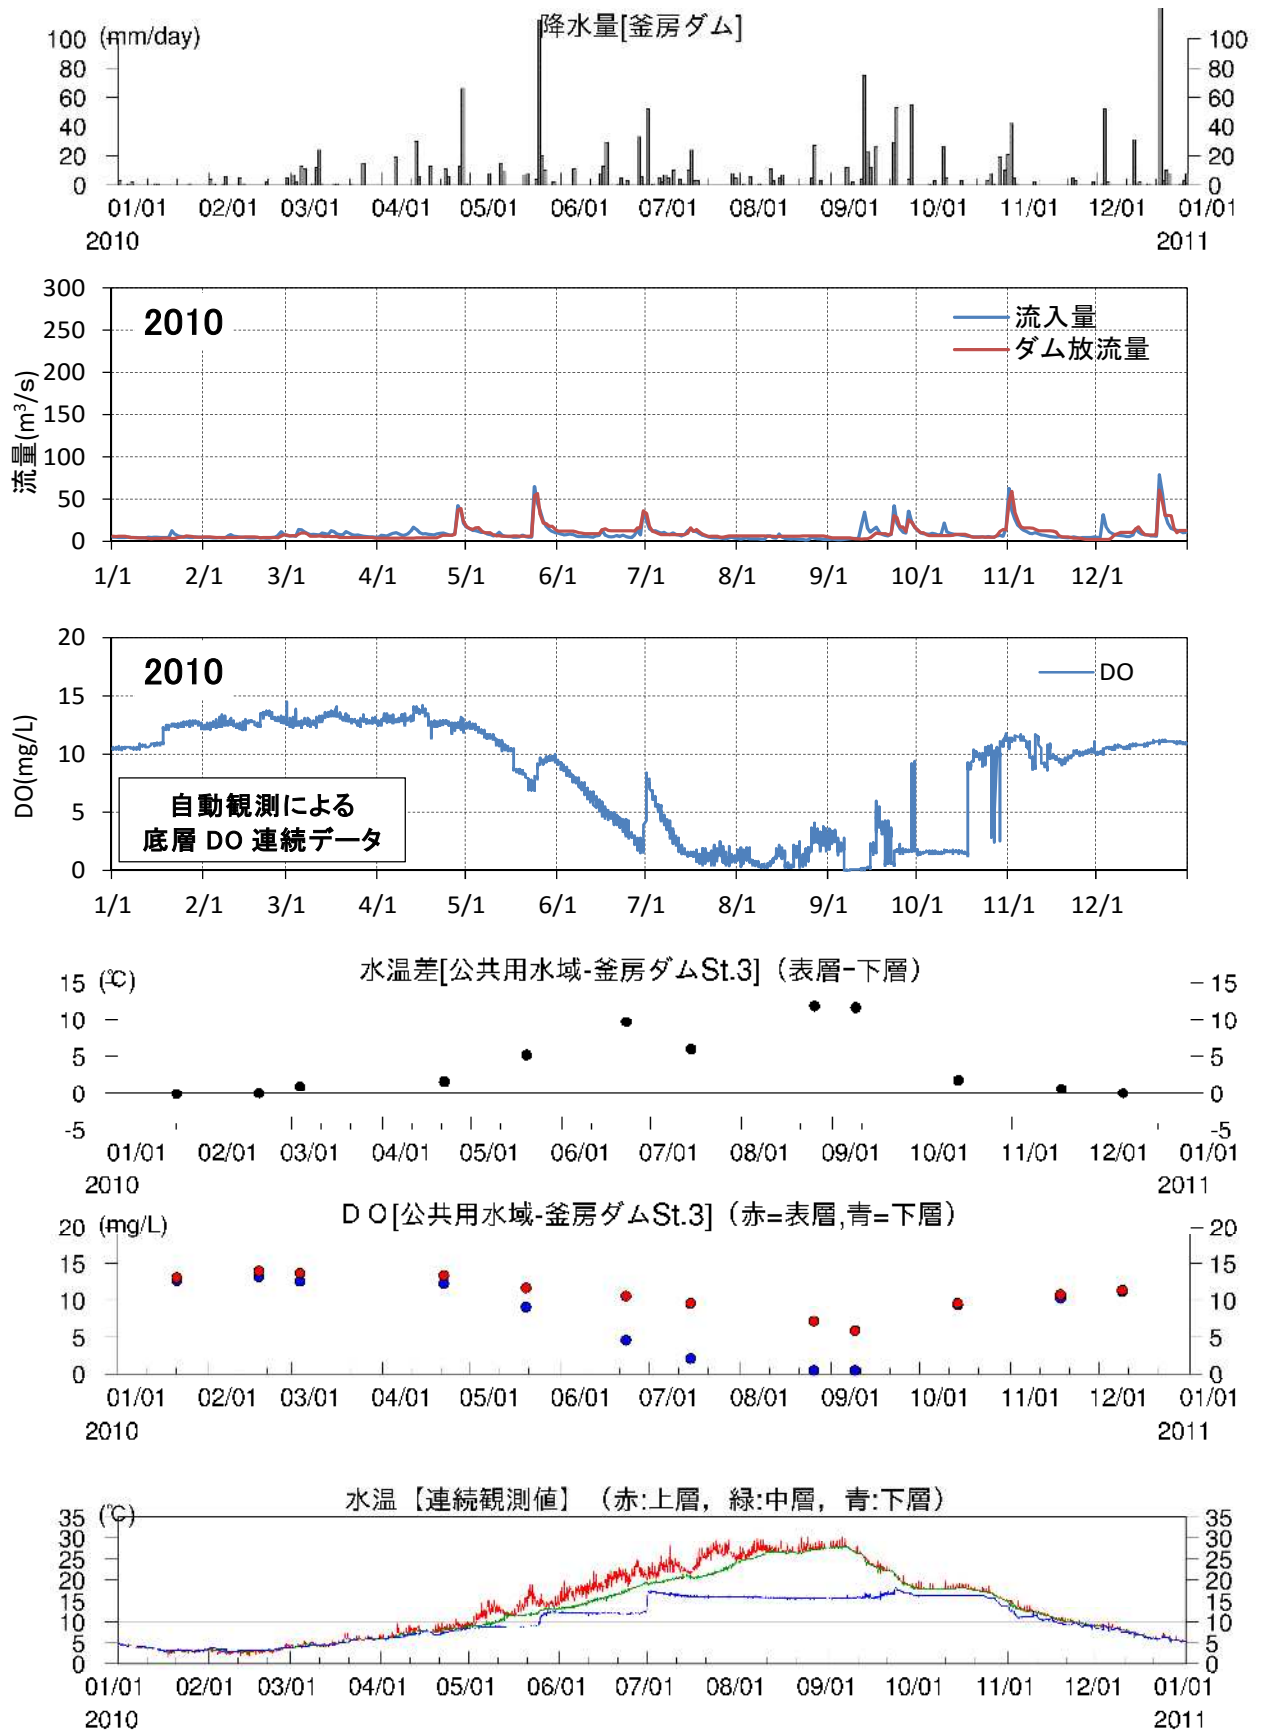 降水量[釜房ダム]
100 (mm/day) 100
80 80
60 60
40 40
20 20
0 0
01/01 02/01 03/01 04/01 05/01 06/01 07/01 08/01 09/01 10/01 11/01 12/01 01/01
2010 2011
300
250 2010 流入量
200 ダム放流量
150
100
50
0
流量(m³/s)
1/1 2/1 3/1 4/1 5/1 6/1 7/1 8/1 9/1 10/1 11/1 12/1
20
15 2010 DO
10
5
0
DO(mg/L)
自動観測による
底層 DO 連続データ
1/1 2/1 3/1 4/1 5/1 6/1 7/1 8/1 9/1 10/1 11/1 12/1
水温差[公共用水域-釜房ダムSt.3]（表層-下層）
15 (℃) 15
10 10
5 5
0 0
-5 -5
01/01 02/01 03/01 04/01 05/01 06/01 07/01 08/01 09/01 10/01 11/01 12/01 01/01
2010 2011
ＤＯ[公共用水域-釜房ダムSt.3]（赤=表層,青=下層）
20 (mg/L) 20
15 15
10 10
5 5
0 0
01/01 02/01 03/01 04/01 05/01 06/01 07/01 08/01 09/01 10/01 11/01 12/01 01/01
2010 2011
水温【連続観測値】（赤:上層，緑:中層，青:下層）
35 (℃) 35
30 30
25 25
20 20
15 15
10 10
5 5
0 0
01/01 02/01 03/01 04/01 05/01 06/01 07/01 08/01 09/01 10/01 11/01 12/01 01/01
2010 2011